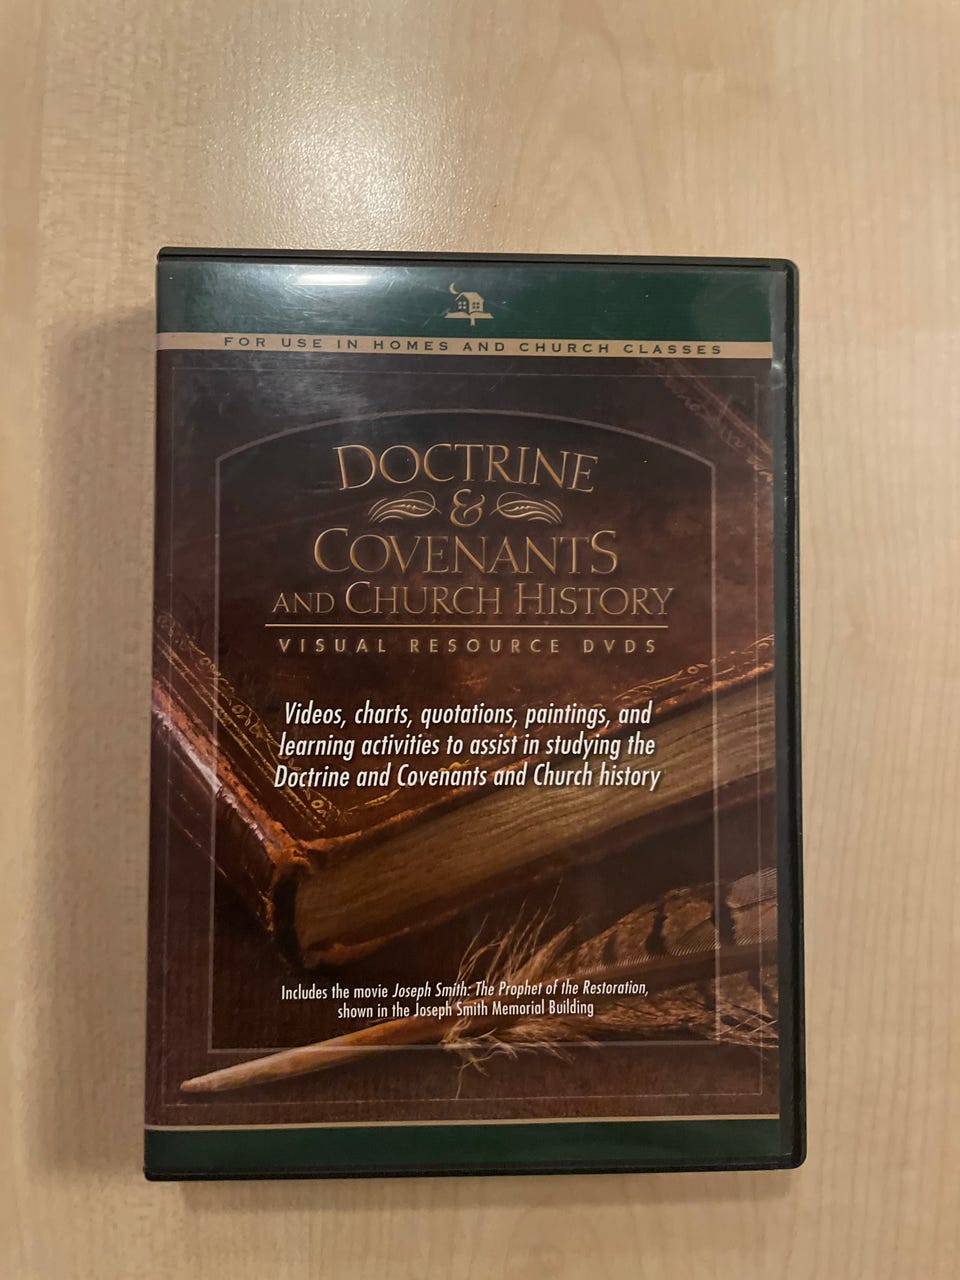 FOR USE IN HOMES AND CHURCH CLASSES
DOCTRINE
&
COVENANTS
AND CHURCH HISTORY
VISUAL RESOURCE DVDS
Videos, charts, quotations, paintings, and
learning activities to assist in studying the
Doctrine and Covenants and Church history
Includes the movie Joseph Smith: The Prophet of the Restoration,
shown in the Joseph Smith Memorial Building